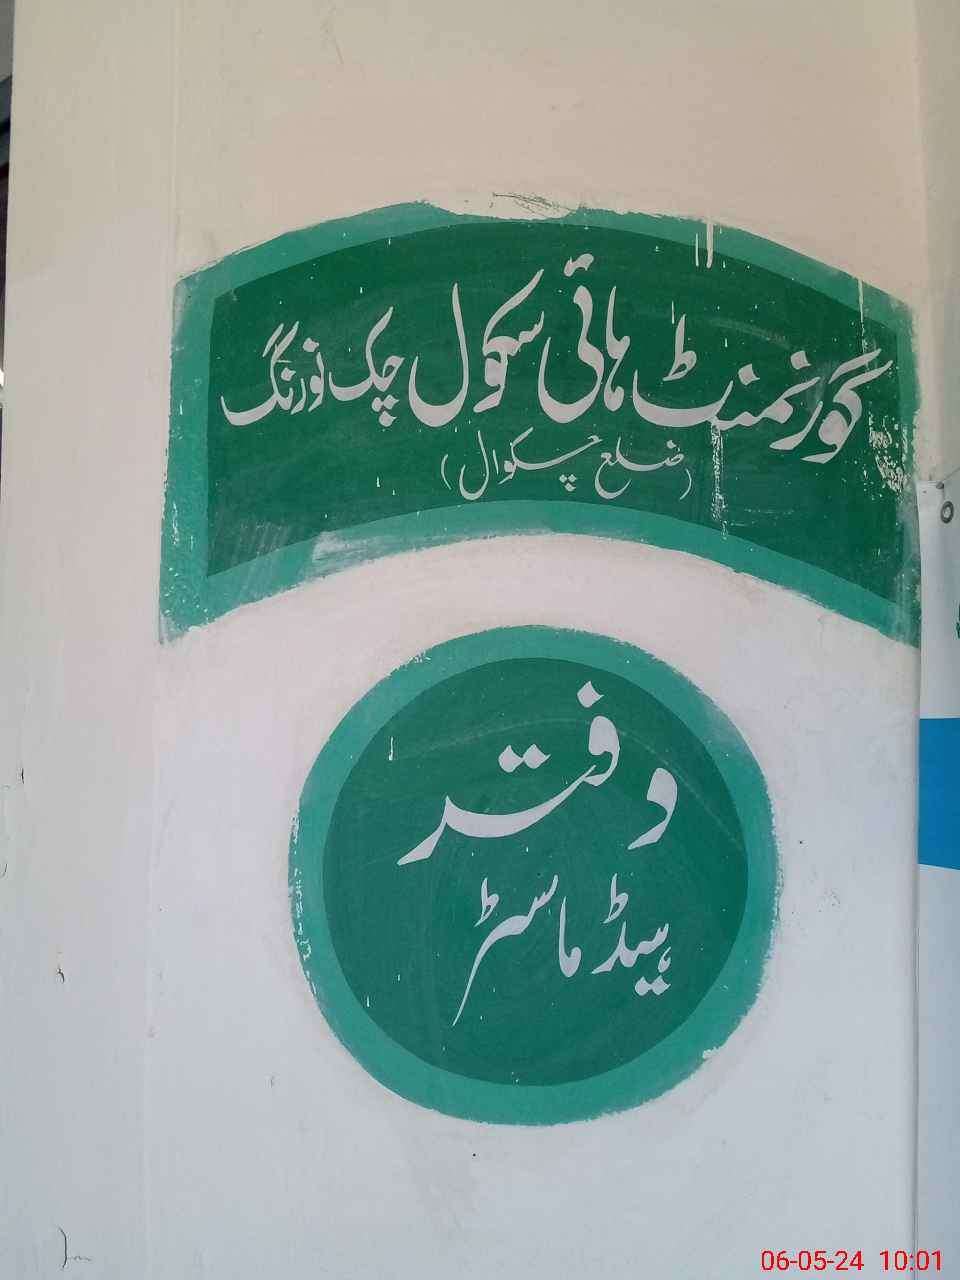 گورنمنٹ ہائی سکول چک نورنگ
(ضلع چکوال)
دفتر
ہیڈ ماسٹر
06-05-24 10:01